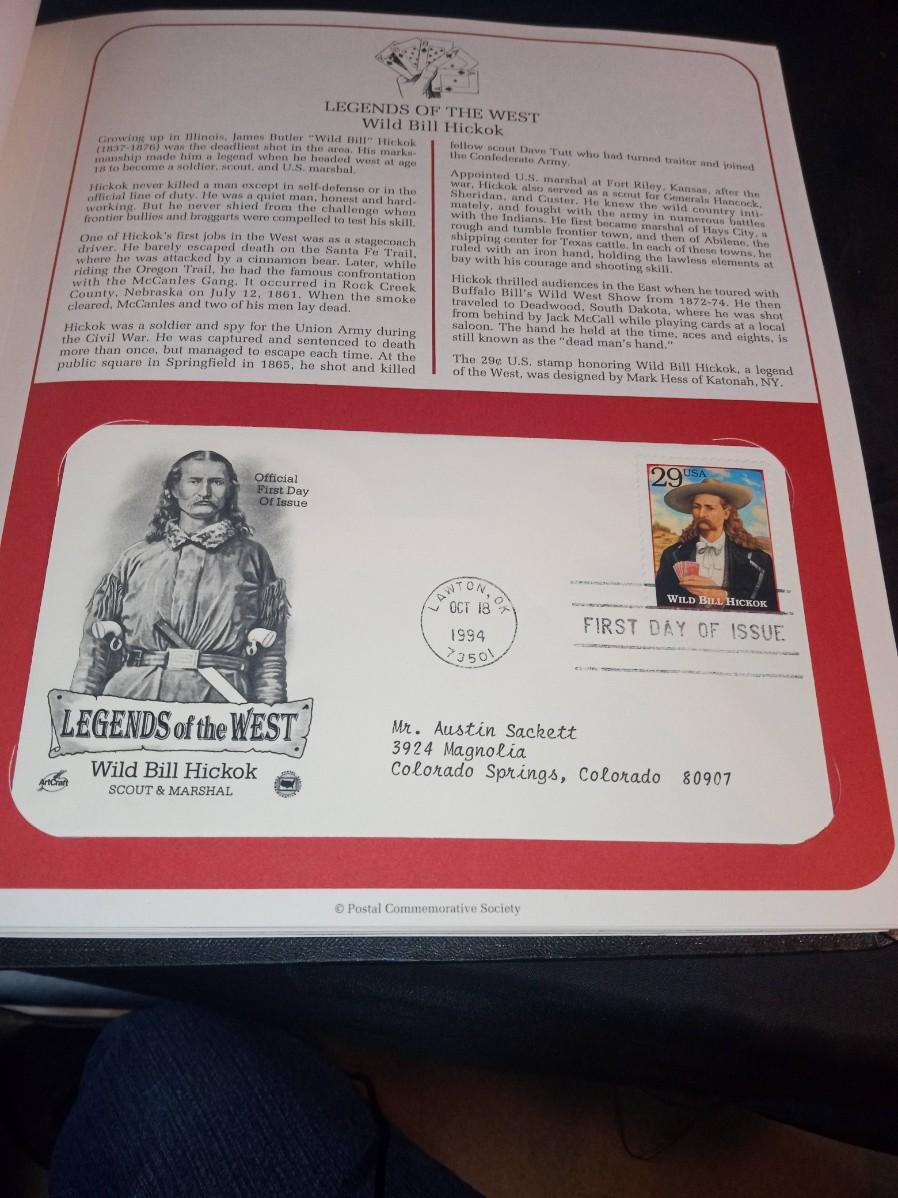 LEGENDS OF THE WEST
Wild Bill Hickok
Growing up in Illinois, James Butler "Wild Bill" Hickok
(1837-1876) was the deadliest shot in the area. His marks-
manship made him a legend when he headed west at age
18 to become a soldier, scout, and U.S. marshal.
Hickok never killed a man except in self-defense or in the
official line of duty. He was a quiet man, honest and hard-
working. But he never shied from the challenge when
frontier bullies and braggarts were compelled to test his skill.
One of Hickok's first jobs in the West was as a stagecoach
driver. He barely escaped death on the Santa Fe Trail,
where he was attacked by a cinnamon bear. Later, while
riding the Oregon Trail, he had the famous confrontation
with the McCanles Gang. It occurred in Rock Creek
County, Nebraska on July 12, 1861. When the smoke
cleared, McCanles and two of his men lay dead.
Hickok was a soldier and spy for the Union Army during
the Civil War. He was captured and sentenced to death
more than once, but managed to escape each time. At the
public square in Springfield in 1865, he shot and killed
fellow scout Dave Tutt who had turned traitor and joined
the Confederate Army.
Appointed U.S. marshal at Fort Riley, Kansas, after the
war, Hickok also served as a scout for Generals Hancock,
Sheridan, and Custer. He knew the wild country inti-
mately, and fought with the army in numerous battles
with the Indians. He first became marshal of Hays City, a
rough and tumble frontier town, and then of Abilene, the
shipping center for Texas cattle. In each of these towns, he
ruled with an iron hand, holding the lawless elements at
bay with his courage and shooting skill.
Hickok thrilled audiences in the East when he toured with
Buffalo Bill's Wild West Show from 1872-74. He then
traveled to Deadwood, South Dakota, where he was shot
from behind by Jack McCall while playing cards at a local
saloon. The hand he held at the time, aces and eights, is
still known as the "dead man's hand."
The 29¢ U.S. stamp honoring Wild Bill Hickok, a legend
of the West, was designed by Mark Hess of Katonah, NY.
Official
First Day
Of Issue
29 USA
WILD BILL HICKOK
LAWTON, OK
OCT 18
1994
73501
FIRST DAY OF ISSUE
LEGENDS of the WEST
Wild Bill Hickok
SCOUT & MARSHAL
ArtCraft
Mr. Austin Sackett
3924 Magnolia
Colorado Springs, Colorado 80907
© Postal Commemorative Society